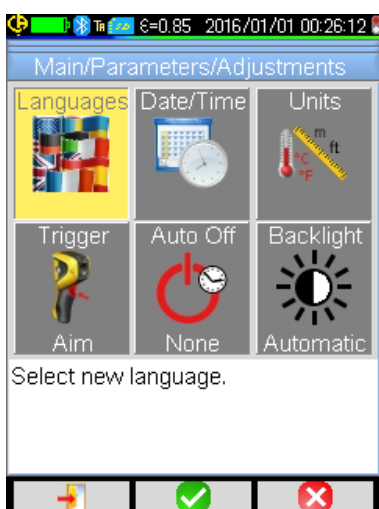 TR ε=0.85 2016/01/01 00:26:12
Main/Parameters/Adjustments
Languages Date/Time Units
m
ft
°C
°F
Trigger Auto Off Backlight
Aim None Automatic
Select new language.